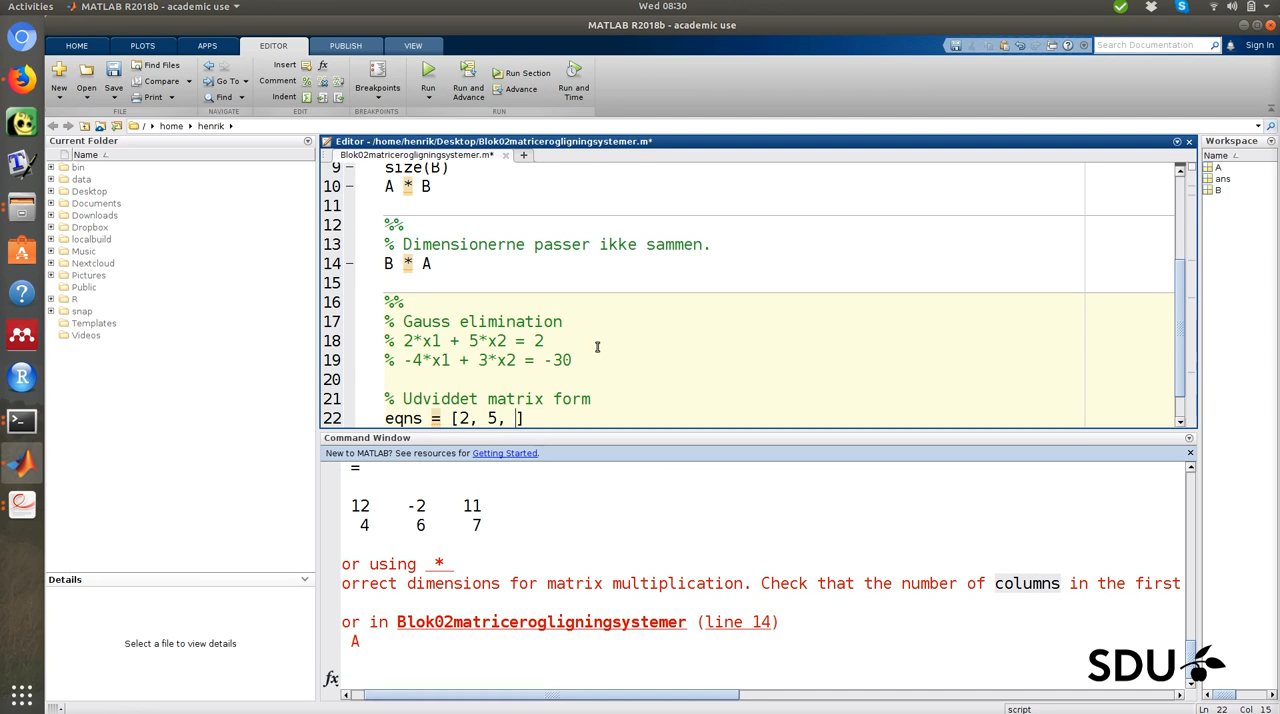 Activities MATLAB R2018b - academic use Wed 08:30
MATLAB R2018b - academic use
HOME PLOTS APPS EDITOR PUBLISH VIEW Search Documentation Sign In
New Open Save Find Files Compare Print Go To Find Insert fx Comment Indent Breakpoints Run Run and Advance Run Section Advance Run and Time
FILE NAVIGATE EDIT BREAKPOINTS RUN
/ home henrik
Current Folder
Name
bin
data
Desktop
Documents
Downloads
Dropbox
localbuild
Music
Nextcloud
Pictures
Public
R
snap
Templates
Videos
Details
Select a file to view details
Editor - /home/henrik/Desktop/Blok02matricerogligningsystemer.m*
Blok02matricerogligningsystemer.m*
9 size(B)
10 A * B
11
12 %%
13 % Dimensionerne passer ikke sammen.
14 B * A
15
16 %%
17 % Gauss elimination
18 % 2*x1 + 5*x2 = 2
19 % -4*x1 + 3*x2 = -30
20
21 % Udviddet matrix form
22 eqns = [2, 5, ]
Command Window
New to MATLAB? See resources for Getting Started.
=
12 -2 11
4 6 7
or using *
orrect dimensions for matrix multiplication. Check that the number of columns in the first
or in Blok02matricerogligningsystemer (line 14)
A
fx
Workspace
Name
A
ans
B
SDU
script Ln 22 Col 15